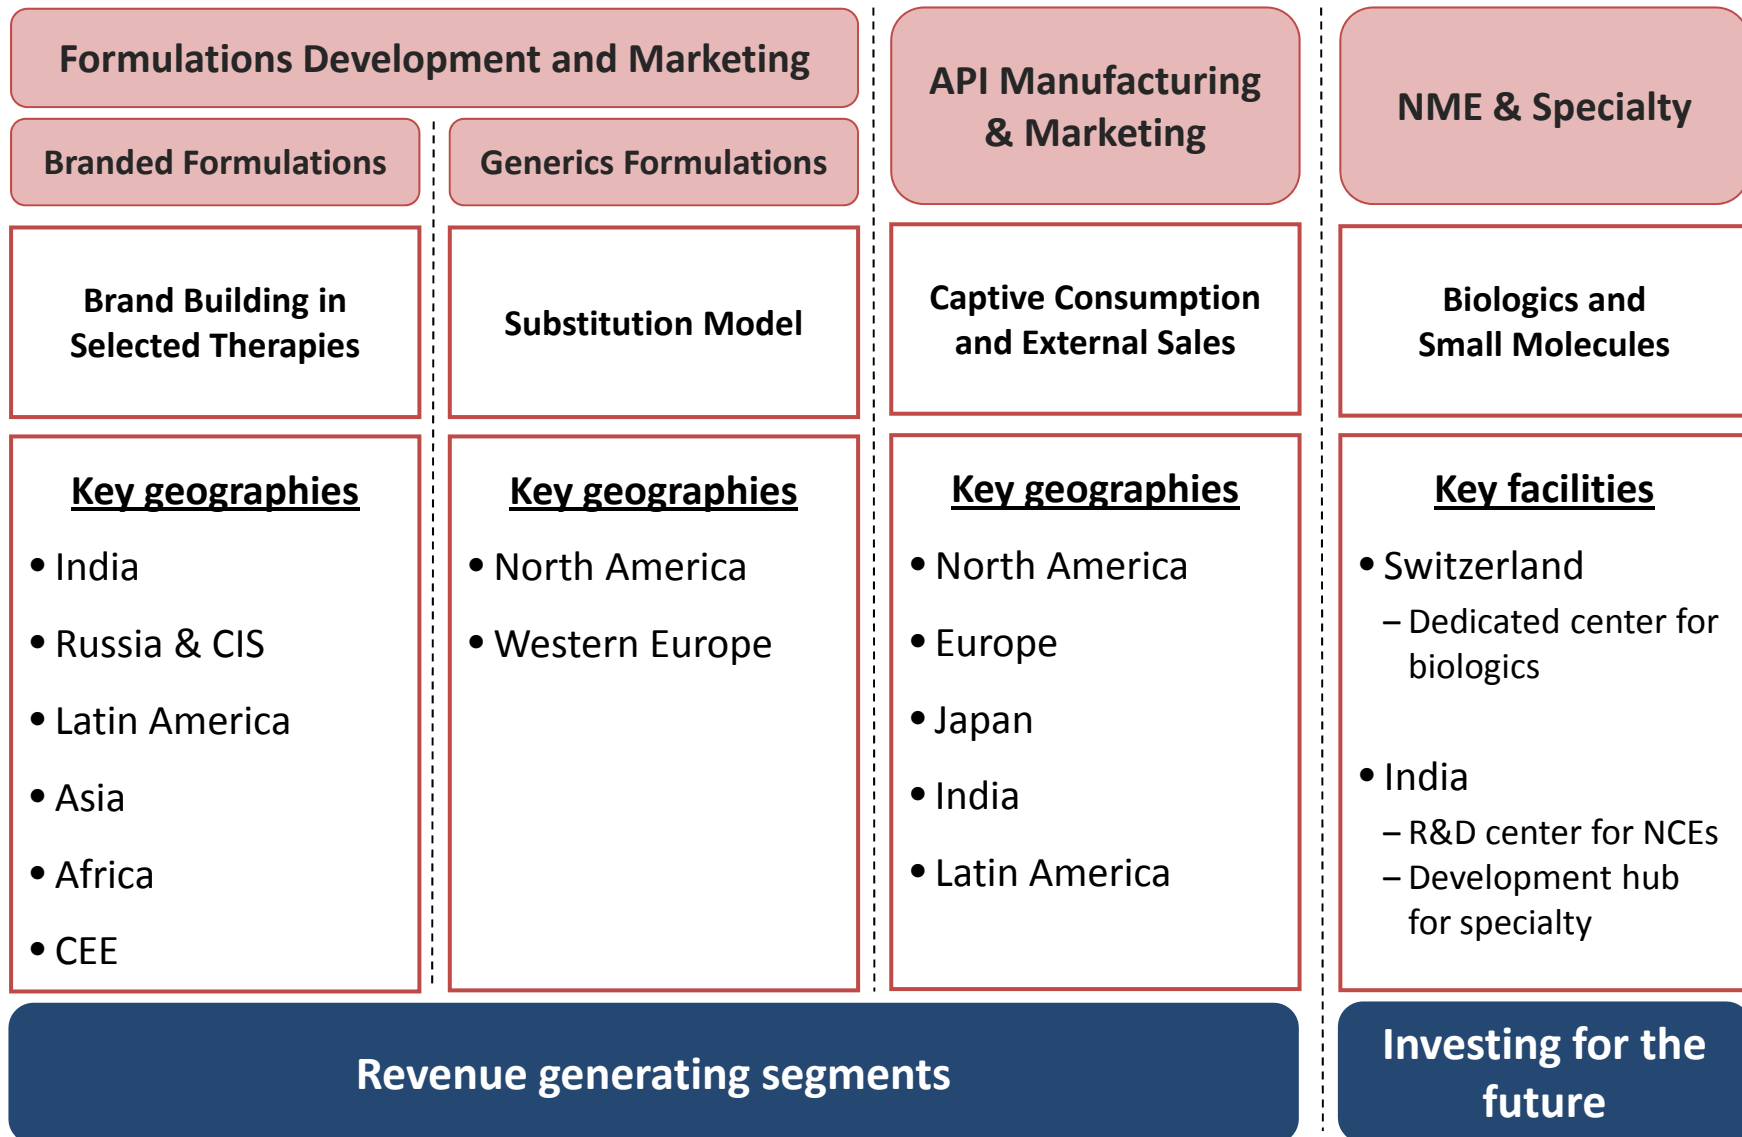 Formulations Development and Marketing
Branded Formulations
Generics Formulations
API Manufacturing
& Marketing
NME & Specialty
Brand Building in
Selected Therapies
Substitution Model
Captive Consumption
and External Sales
Biologics and
Small Molecules
Key geographies
• India
• Russia & CIS
• Latin America
• Asia
• Africa
• CEE
Key geographies
• North America
• Western Europe
Key geographies
• North America
• Europe
• Japan
• India
• Latin America
Key facilities
• Switzerland
– Dedicated center for
biologics
• India
– R&D center for NCEs
– Development hub
for specialty
Revenue generating segments
Investing for the
future